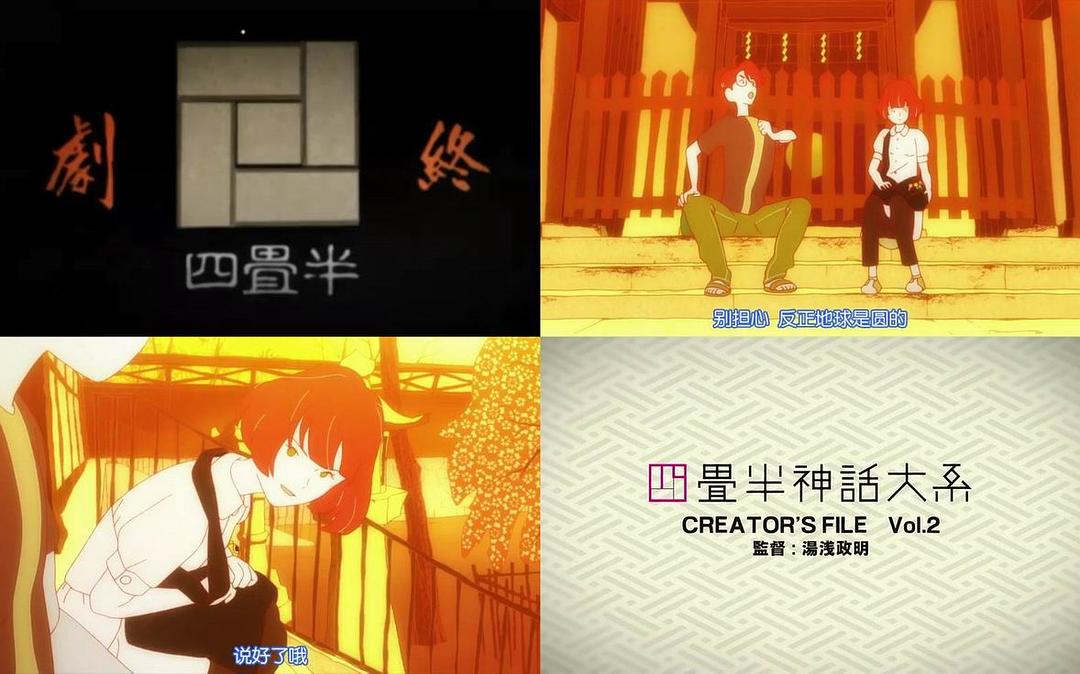 劇 終
四畳半
别担心 反正地球是圆的
说好了哦
四畳半神話大系
CREATOR'S FILE Vol.2
監督：湯浅政明